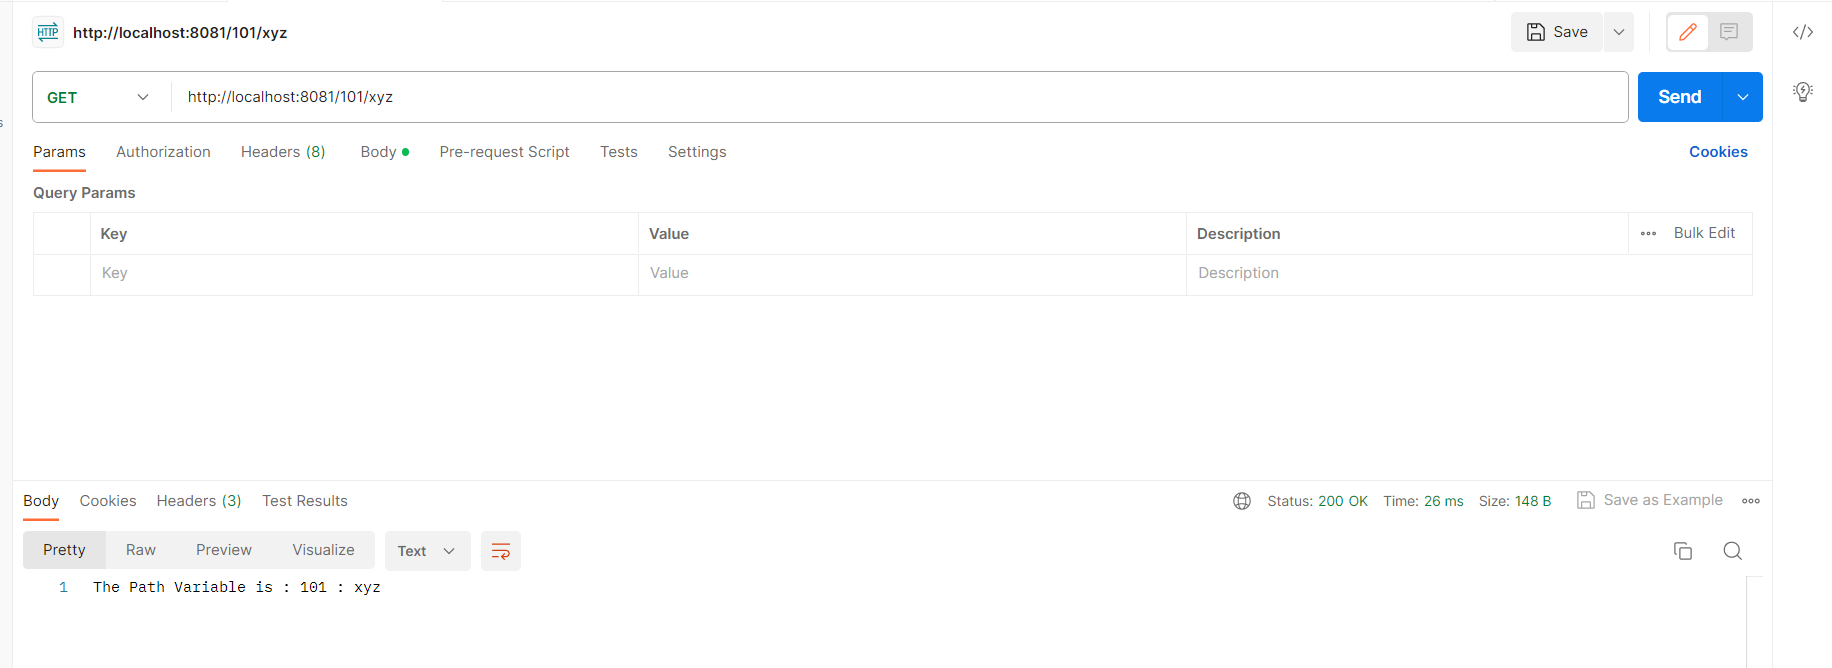 HTTP http://localhost:8081/101/xyz Save
GET http://localhost:8081/101/xyz Send
s
Params Authorization Headers (8) Body Pre-request Script Tests Settings Cookies
Query Params
Key Value Description Bulk Edit
Key Value Description
Body Cookies Headers (3) Test Results Status: 200 OK Time: 26 ms Size: 148 B Save as Example
Pretty Raw Preview Visualize Text
1 The Path Variable is : 101 : xyz